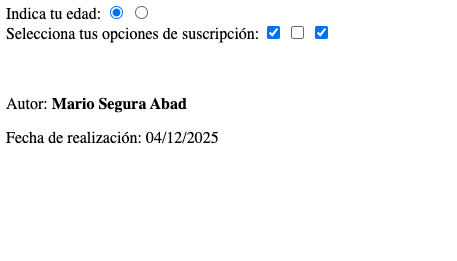 Indica tu edad:
Selecciona tus opciones de suscripción:
Autor: Mario Segura Abad
Fecha de realización: 04/12/2025